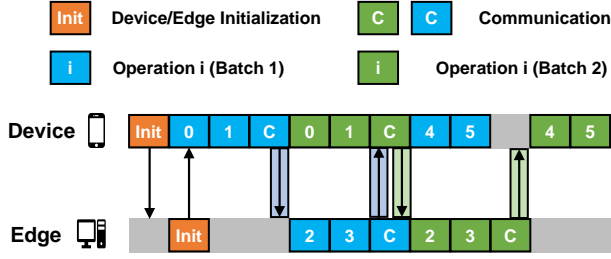 Init Device/Edge Initialization C C Communication
i Operation i (Batch 1) i Operation i (Batch 2)
Device Init 0 1 C 0 1 C 4 5 4 5
Edge Init 2 3 C 2 3 C